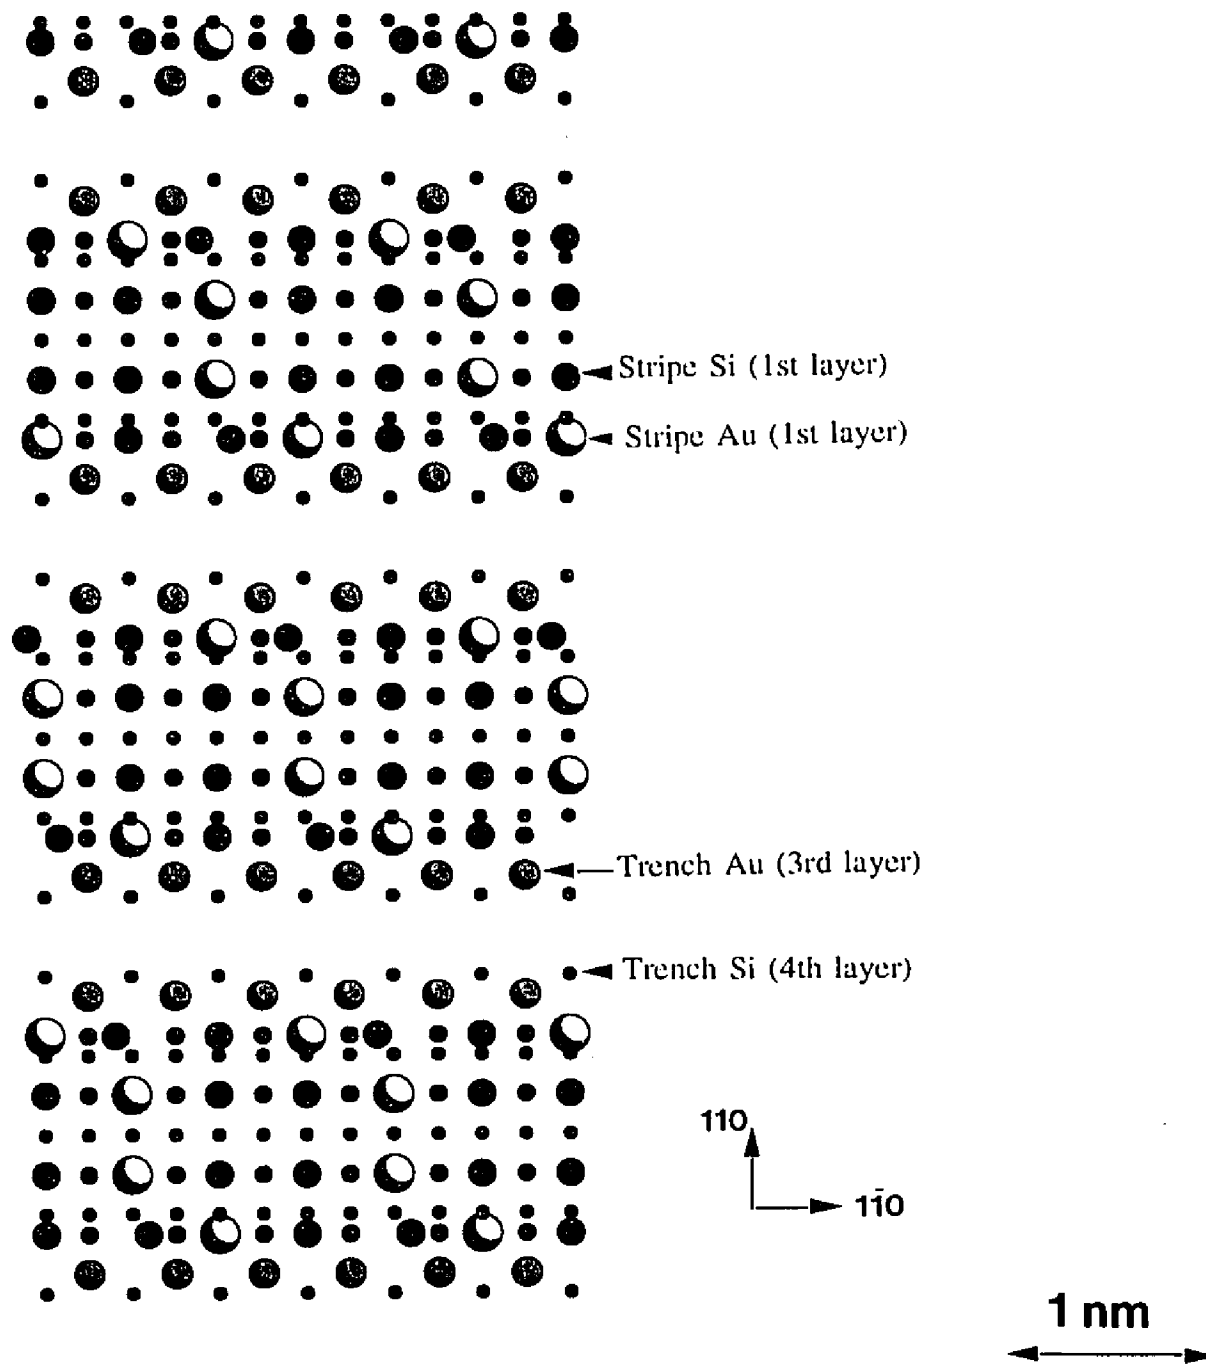 Stripe Si (1st layer)
Stripe Au (1st layer)
Trench Au (3rd layer)
Trench Si (4th layer)
110
11̄0
1 nm